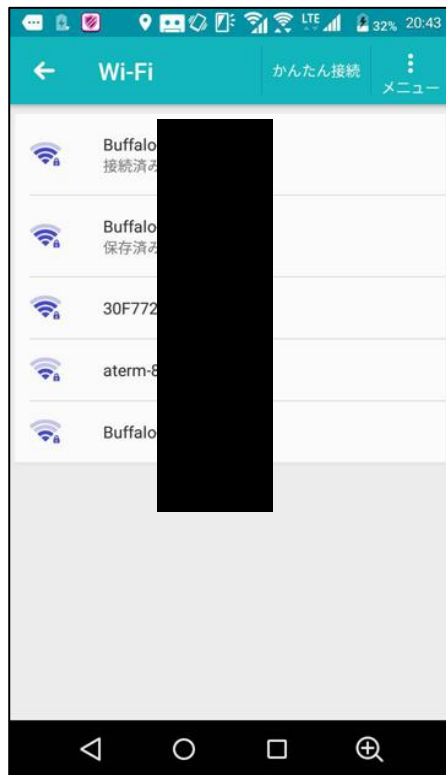 LTE 32% 20:43
Wi-Fi かんたん接続 メニュー
Buffalo
接続済み
Buffalo
保存済み
30F772
aterm-8
Buffalo